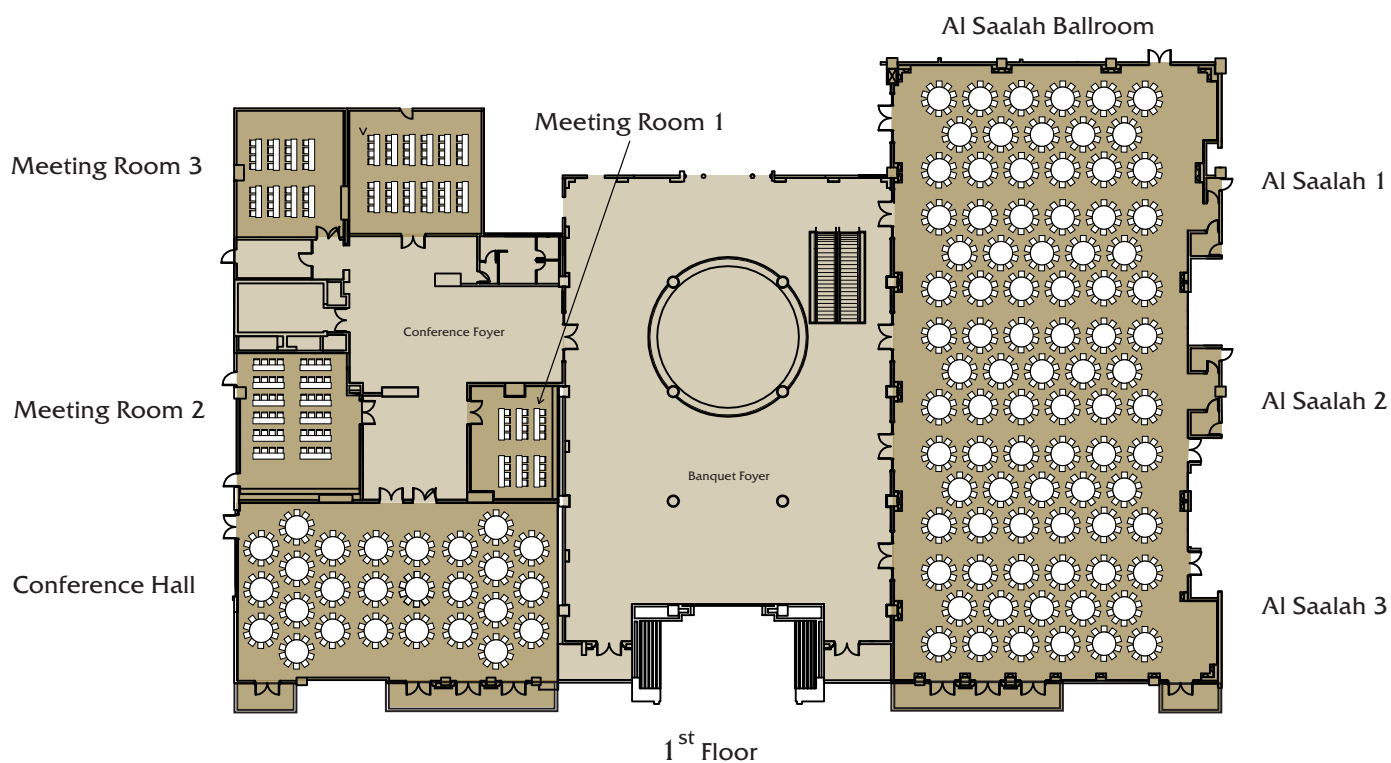 Al Saalah Ballroom
Meeting Room 1
Meeting Room 3
Al Saalah 1
Conference Foyer
Meeting Room 2
Al Saalah 2
Banquet Foyer
Conference Hall
Al Saalah 3
1st Floor